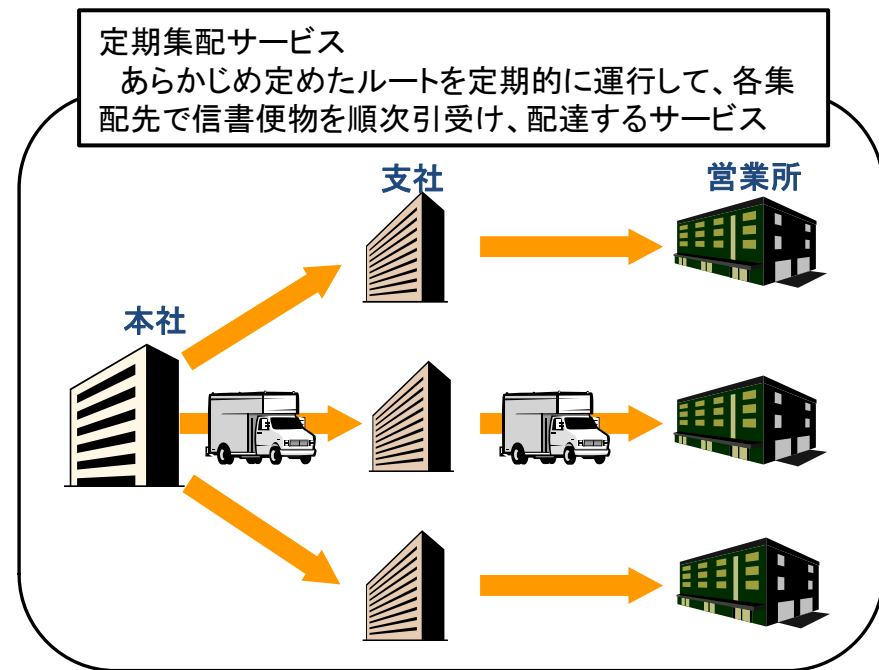 定期集配サービス
あらかじめ定めたルートを定期的に運行して、各集
配先で信書便物を順次引受け、配達するサービス
支社
営業所
本社